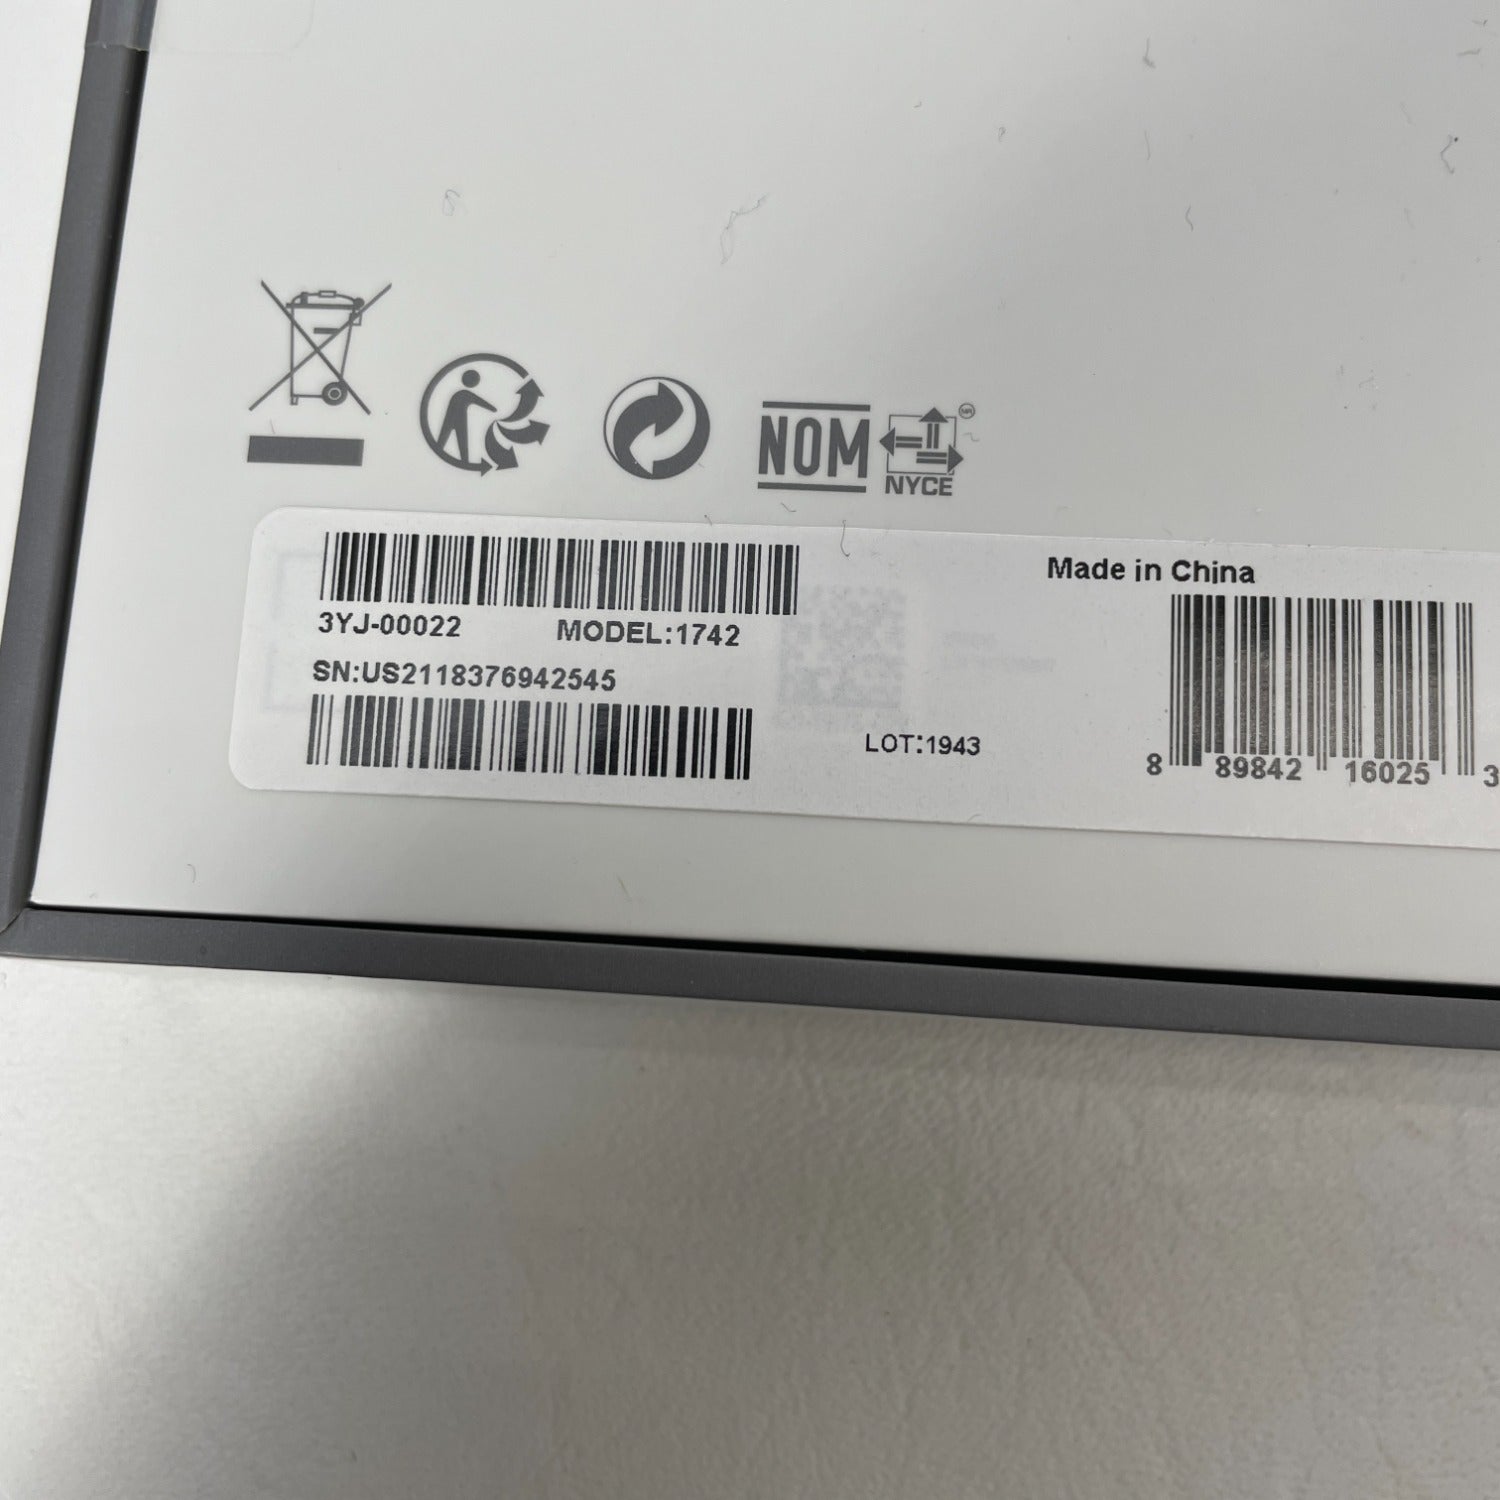 NOM
NYCE
Made in China
3YJ-00022 MODEL:1742
SN:US2118376942545
LOT:1943
8 89842 16025 3